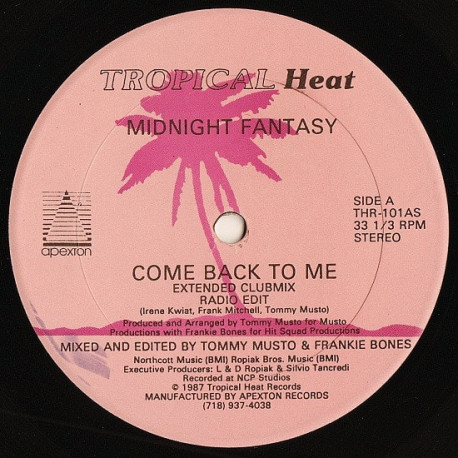 TROPICAL Heat
MIDNIGHT FANTASY
SIDE A
THR-101AS
33 1/3 RPM
STEREO
apexton
COME BACK TO ME
EXTENDED CLUBMIX
RADIO EDIT
(Irene Kwiat, Frank Mitchell, Tommy Musto)
Produced and Arranged by Tommy Musto for Musto
Productions with Frankie Bones for Hit Squad Productions
MIXED AND EDITED BY TOMMY MUSTO & FRANKIE BONES
Northcott Music (BMI) Ropiak Bros. Music (BMI)
Executive Producers: L & D Ropiak & Silvio Tancredi
Recorded at NCP Studios
© 1987 Tropical Heat Records
MANUFACTURED BY APEXTON RECORDS
(718) 937-4038